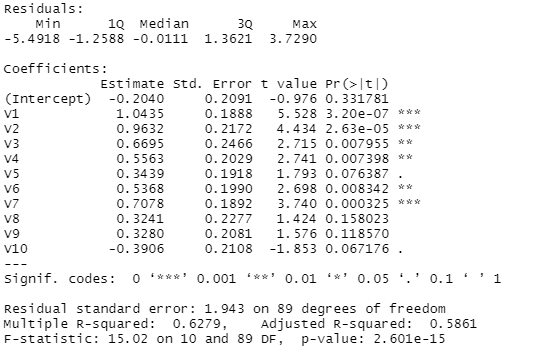 Residuals:
    Min      1Q  Median      3Q     Max
-5.4918 -1.2588 -0.0111  1.3621  3.7290

Coefficients:
            Estimate Std. Error t value Pr(>|t|)
(Intercept)  -0.2040     0.2091  -0.976 0.331781
V1            1.0435     0.1888   5.528 3.20e-07 ***
V2            0.9632     0.2172   4.434 2.63e-05 ***
V3            0.6695     0.2466   2.715 0.007955 **
V4            0.5563     0.2029   2.741 0.007398 **
V5            0.3439     0.1918   1.793 0.076387 .
V6            0.5368     0.1990   2.698 0.008342 **
V7            0.7078     0.1892   3.740 0.000325 ***
V8            0.3241     0.2277   1.424 0.158023
V9            0.3280     0.2081   1.576 0.118570
V10          -0.3906     0.2108  -1.853 0.067176 .
---
Signif. codes:  0 ‘***’ 0.001 ‘**’ 0.01 ‘*’ 0.05 ‘.’ 0.1 ‘ ’ 1

Residual standard error: 1.943 on 89 degrees of freedom
Multiple R-squared:  0.6279,    Adjusted R-squared:  0.5861
F-statistic: 15.02 on 10 and 89 DF,  p-value: 2.601e-15